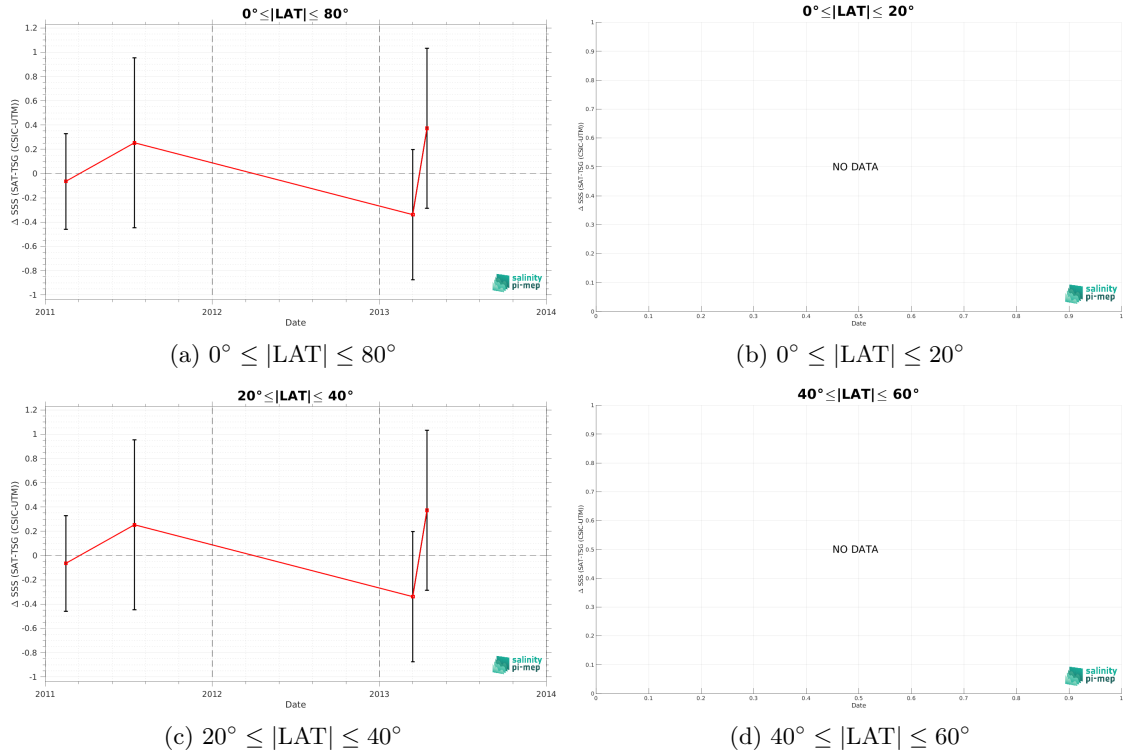 0°≤|LAT|≤ 80°
1.2
1
0.8
0.6
0.4
0.2
0
-0.2
-0.4
-0.6
-0.8
-1
Δ SSS (SAT-TSG (CSIC-UTM))
2011
2012
2013
2014
Date
salinity
pi-mep
(a) 0° ≤ |LAT| ≤ 80°
0°≤|LAT|≤ 20°
1
0.9
0.8
0.7
0.6
0.5
0.4
0.3
0.2
0.1
0
Δ SSS (SAT-TSG (CSIC-UTM))
NO DATA
0
0.1
0.2
0.3
0.4
0.5
0.6
0.7
0.8
0.9
1
Date
salinity
pi-mep
(b) 0° ≤ |LAT| ≤ 20°
20°≤|LAT|≤ 40°
1.2
1
0.8
0.6
0.4
0.2
0
-0.2
-0.4
-0.6
-0.8
-1
Δ SSS (SAT-TSG (CSIC-UTM))
2011
2012
2013
2014
Date
salinity
pi-mep
(c) 20° ≤ |LAT| ≤ 40°
40°≤|LAT|≤ 60°
1
0.9
0.8
0.7
0.6
0.5
0.4
0.3
0.2
0.1
0
Δ SSS (SAT-TSG (CSIC-UTM))
NO DATA
0
0.1
0.2
0.3
0.4
0.5
0.6
0.7
0.8
0.9
1
Date
salinity
pi-mep
(d) 40° ≤ |LAT| ≤ 60°